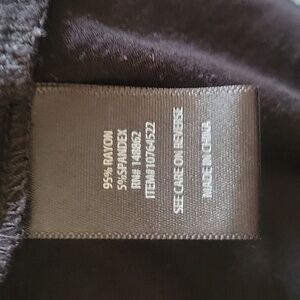 95% RAYON
5%SPANDEX
RN# 148862
ITEM#10764522
SEE CARE ON REVERSE
MADE IN CHINA